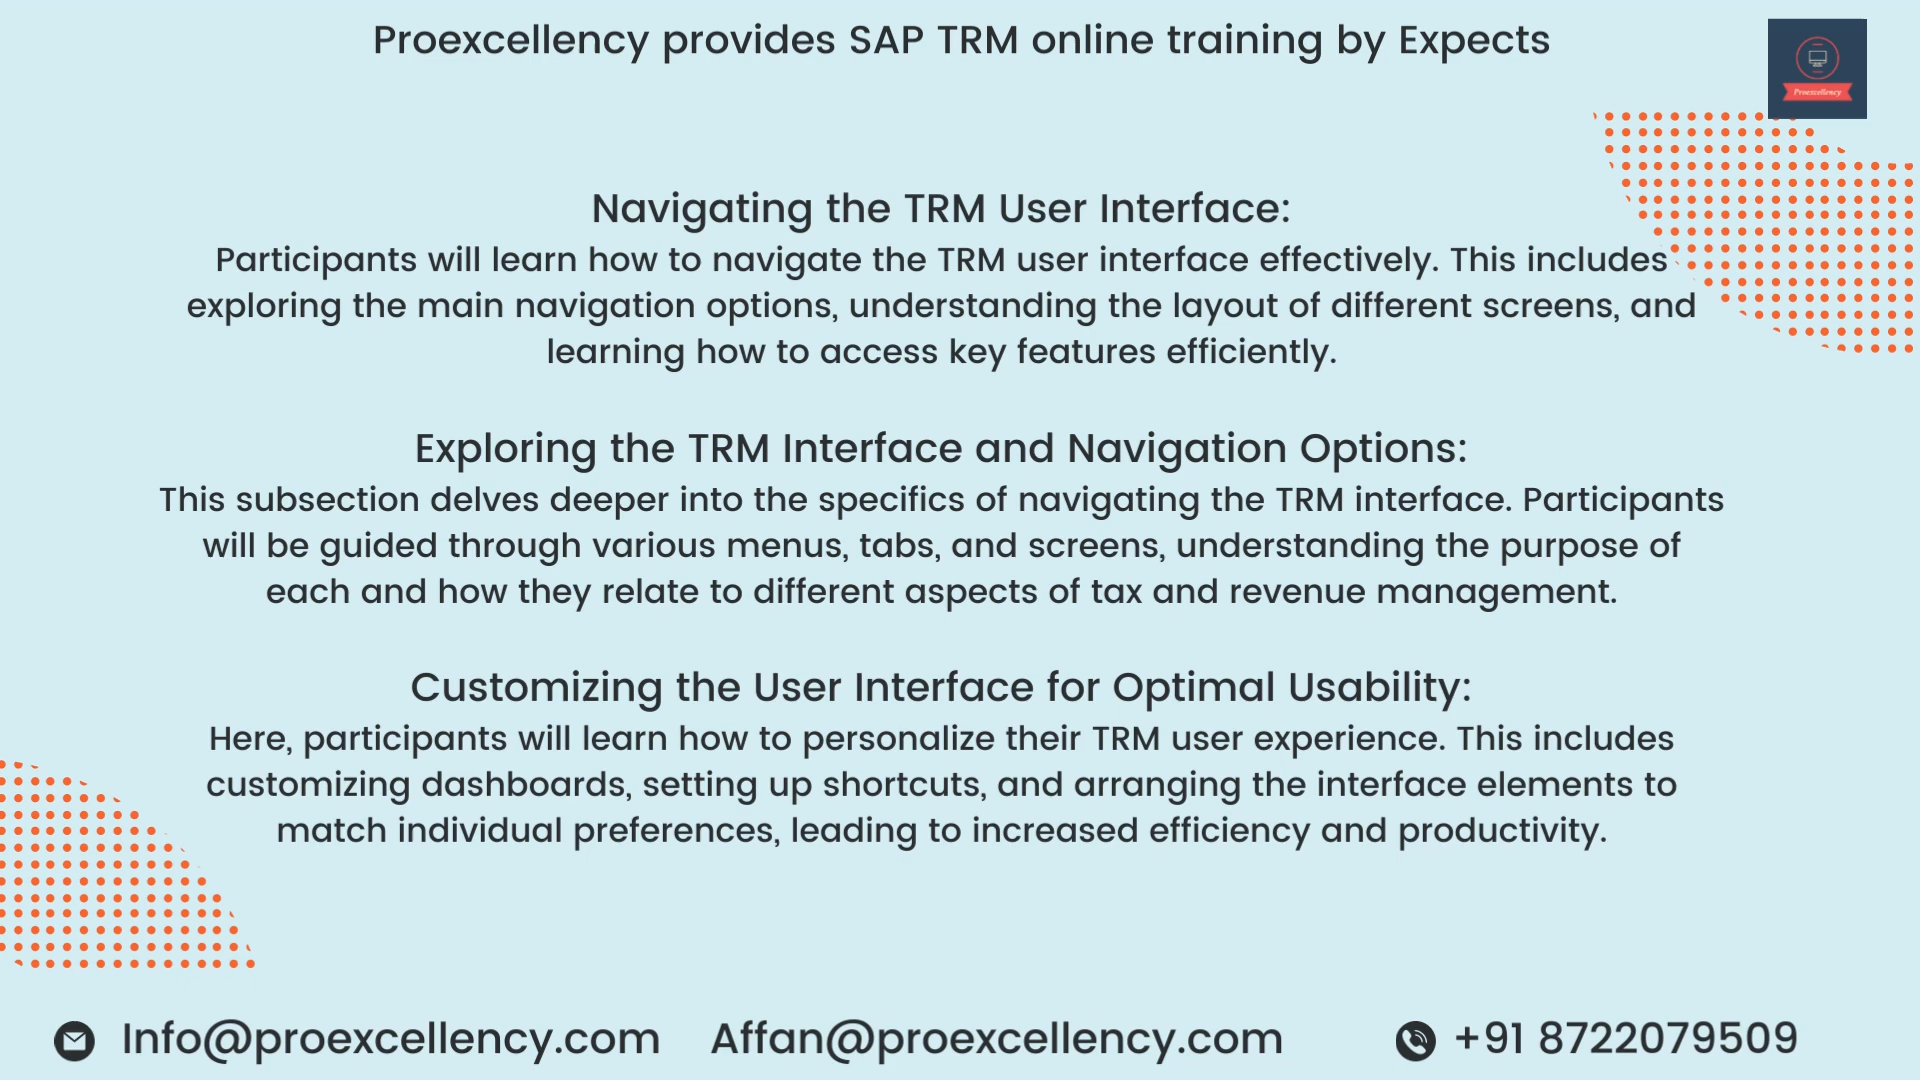 Proexcellency provides SAP TRM online training by Expects
Proexcellency
Navigating the TRM User Interface:
Participants will learn how to navigate the TRM user interface effectively. This includes
exploring the main navigation options, understanding the layout of different screens, and
learning how to access key features efficiently.
Exploring the TRM Interface and Navigation Options:
This subsection delves deeper into the specifics of navigating the TRM interface. Participants
will be guided through various menus, tabs, and screens, understanding the purpose of
each and how they relate to different aspects of tax and revenue management.
Customizing the User Interface for Optimal Usability:
Here, participants will learn how to personalize their TRM user experience. This includes
customizing dashboards, setting up shortcuts, and arranging the interface elements to
match individual preferences, leading to increased efficiency and productivity.
Info@proexcellency.com Affan@proexcellency.com +91 8722079509